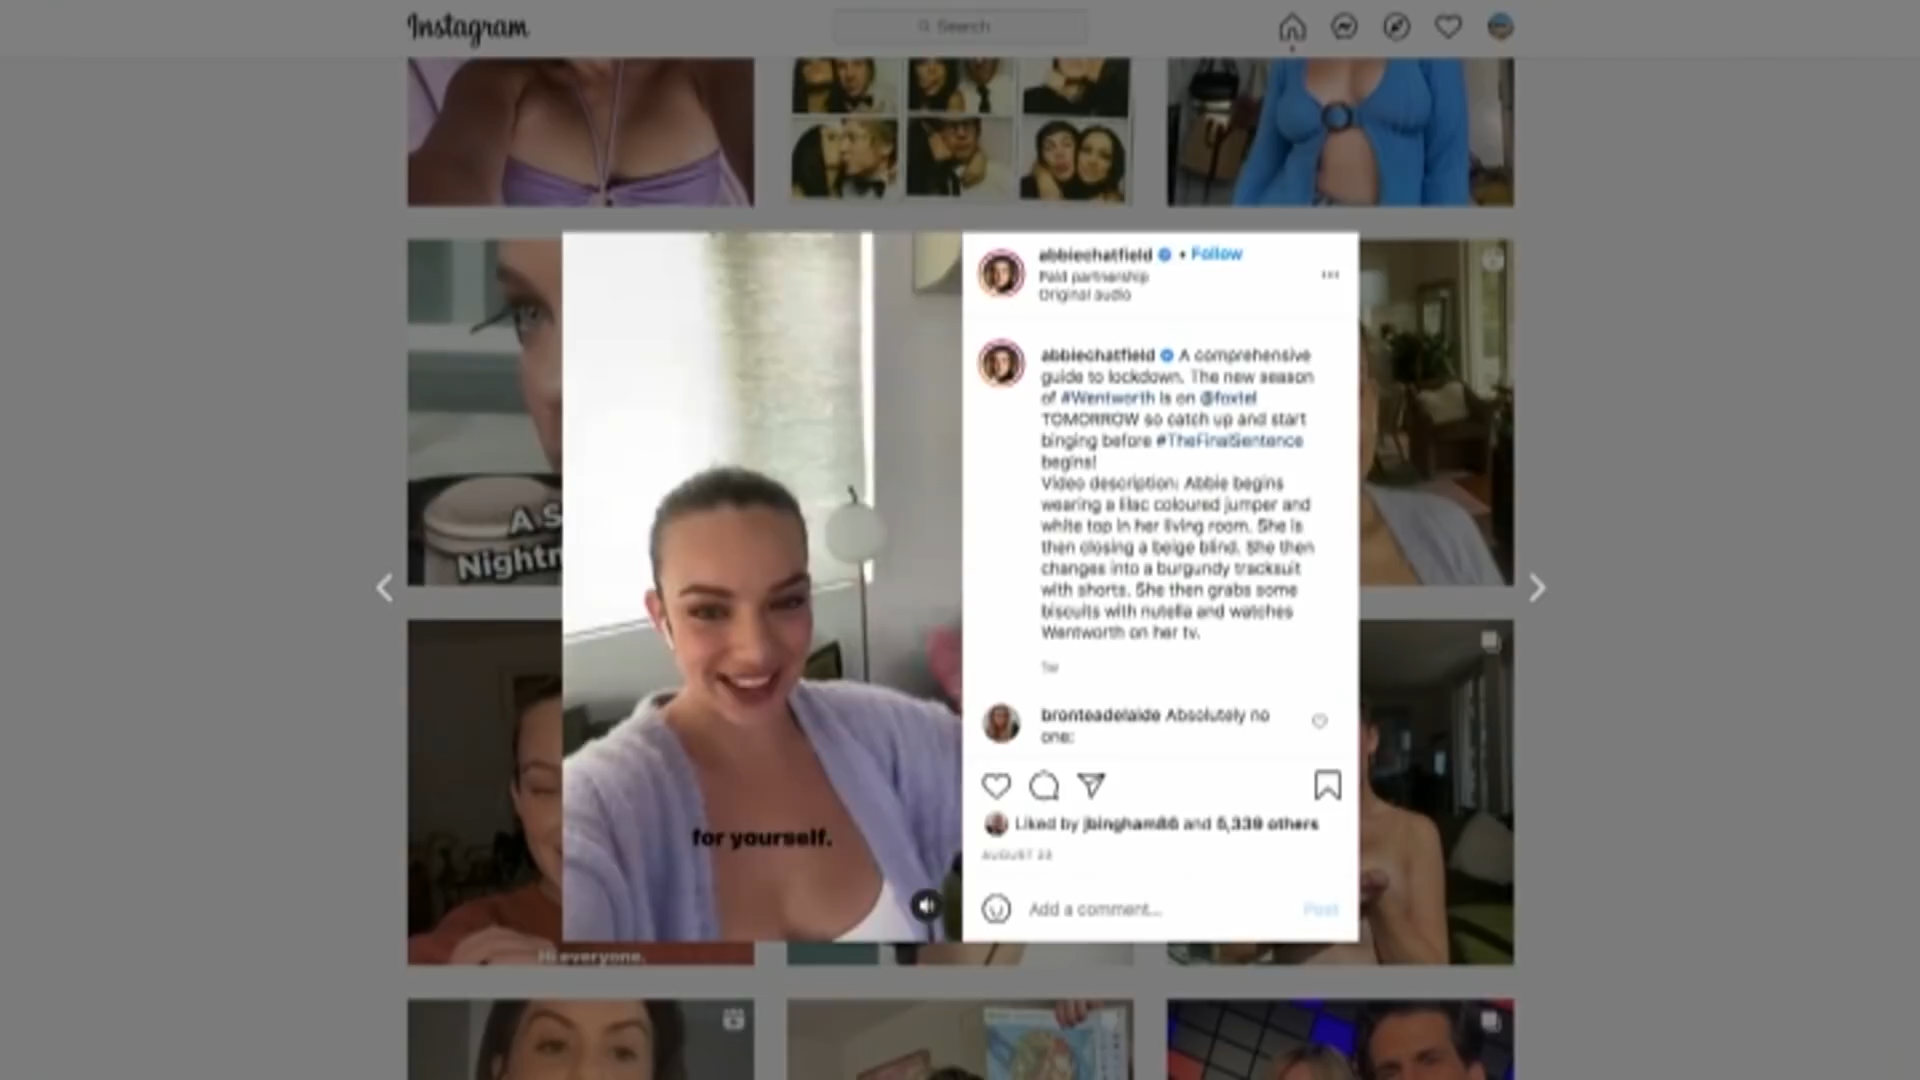 Instagram
Search
abbiechatfield • Follow
Paid partnership
Original audio
abbiechatfield A comprehensive
guide to lockdown. The new season
of #Wentworth is on @foxtel
TOMORROW so catch up and start
binging before #TheFinalSentence
begins!
Video description: Abbie begins
wearing a lilac coloured jumper and
white top in her living room. She is
then closing a beige blind. She then
changes into a burgundy tracksuit
with shorts. She then grabs some
biscuits with nutella and watches
Wentworth on her tv.
1w
bronteadelaide Absolutely no
one:
Liked by jbingham86 and 5,339 others
AUGUST 23
Add a comment...
Post
for yourself.
A S
Nightm
Hi everyone.